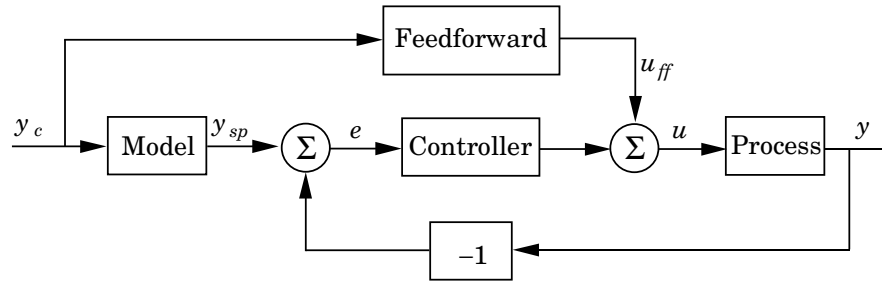 Feedforward
u_ff
y_c
Model
y_sp
Σ
e
Controller
Σ
u
Process
y
−1